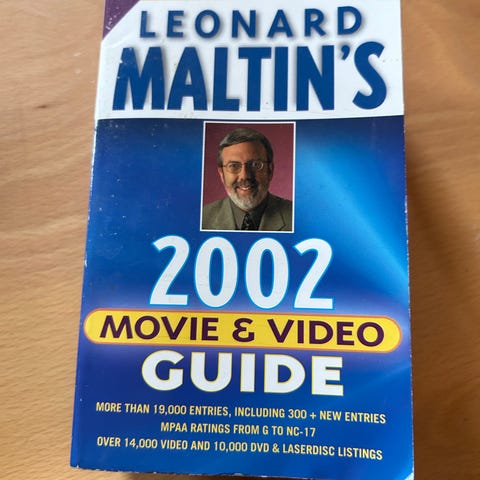 LEONARD
MALTIN'S
2002
MOVIE & VIDEO
GUIDE
MORE THAN 19,000 ENTRIES, INCLUDING 300 + NEW ENTRIES
MPAA RATINGS FROM G TO NC-17
OVER 14,000 VIDEO AND 10,000 DVD & LASERDISC LISTINGS